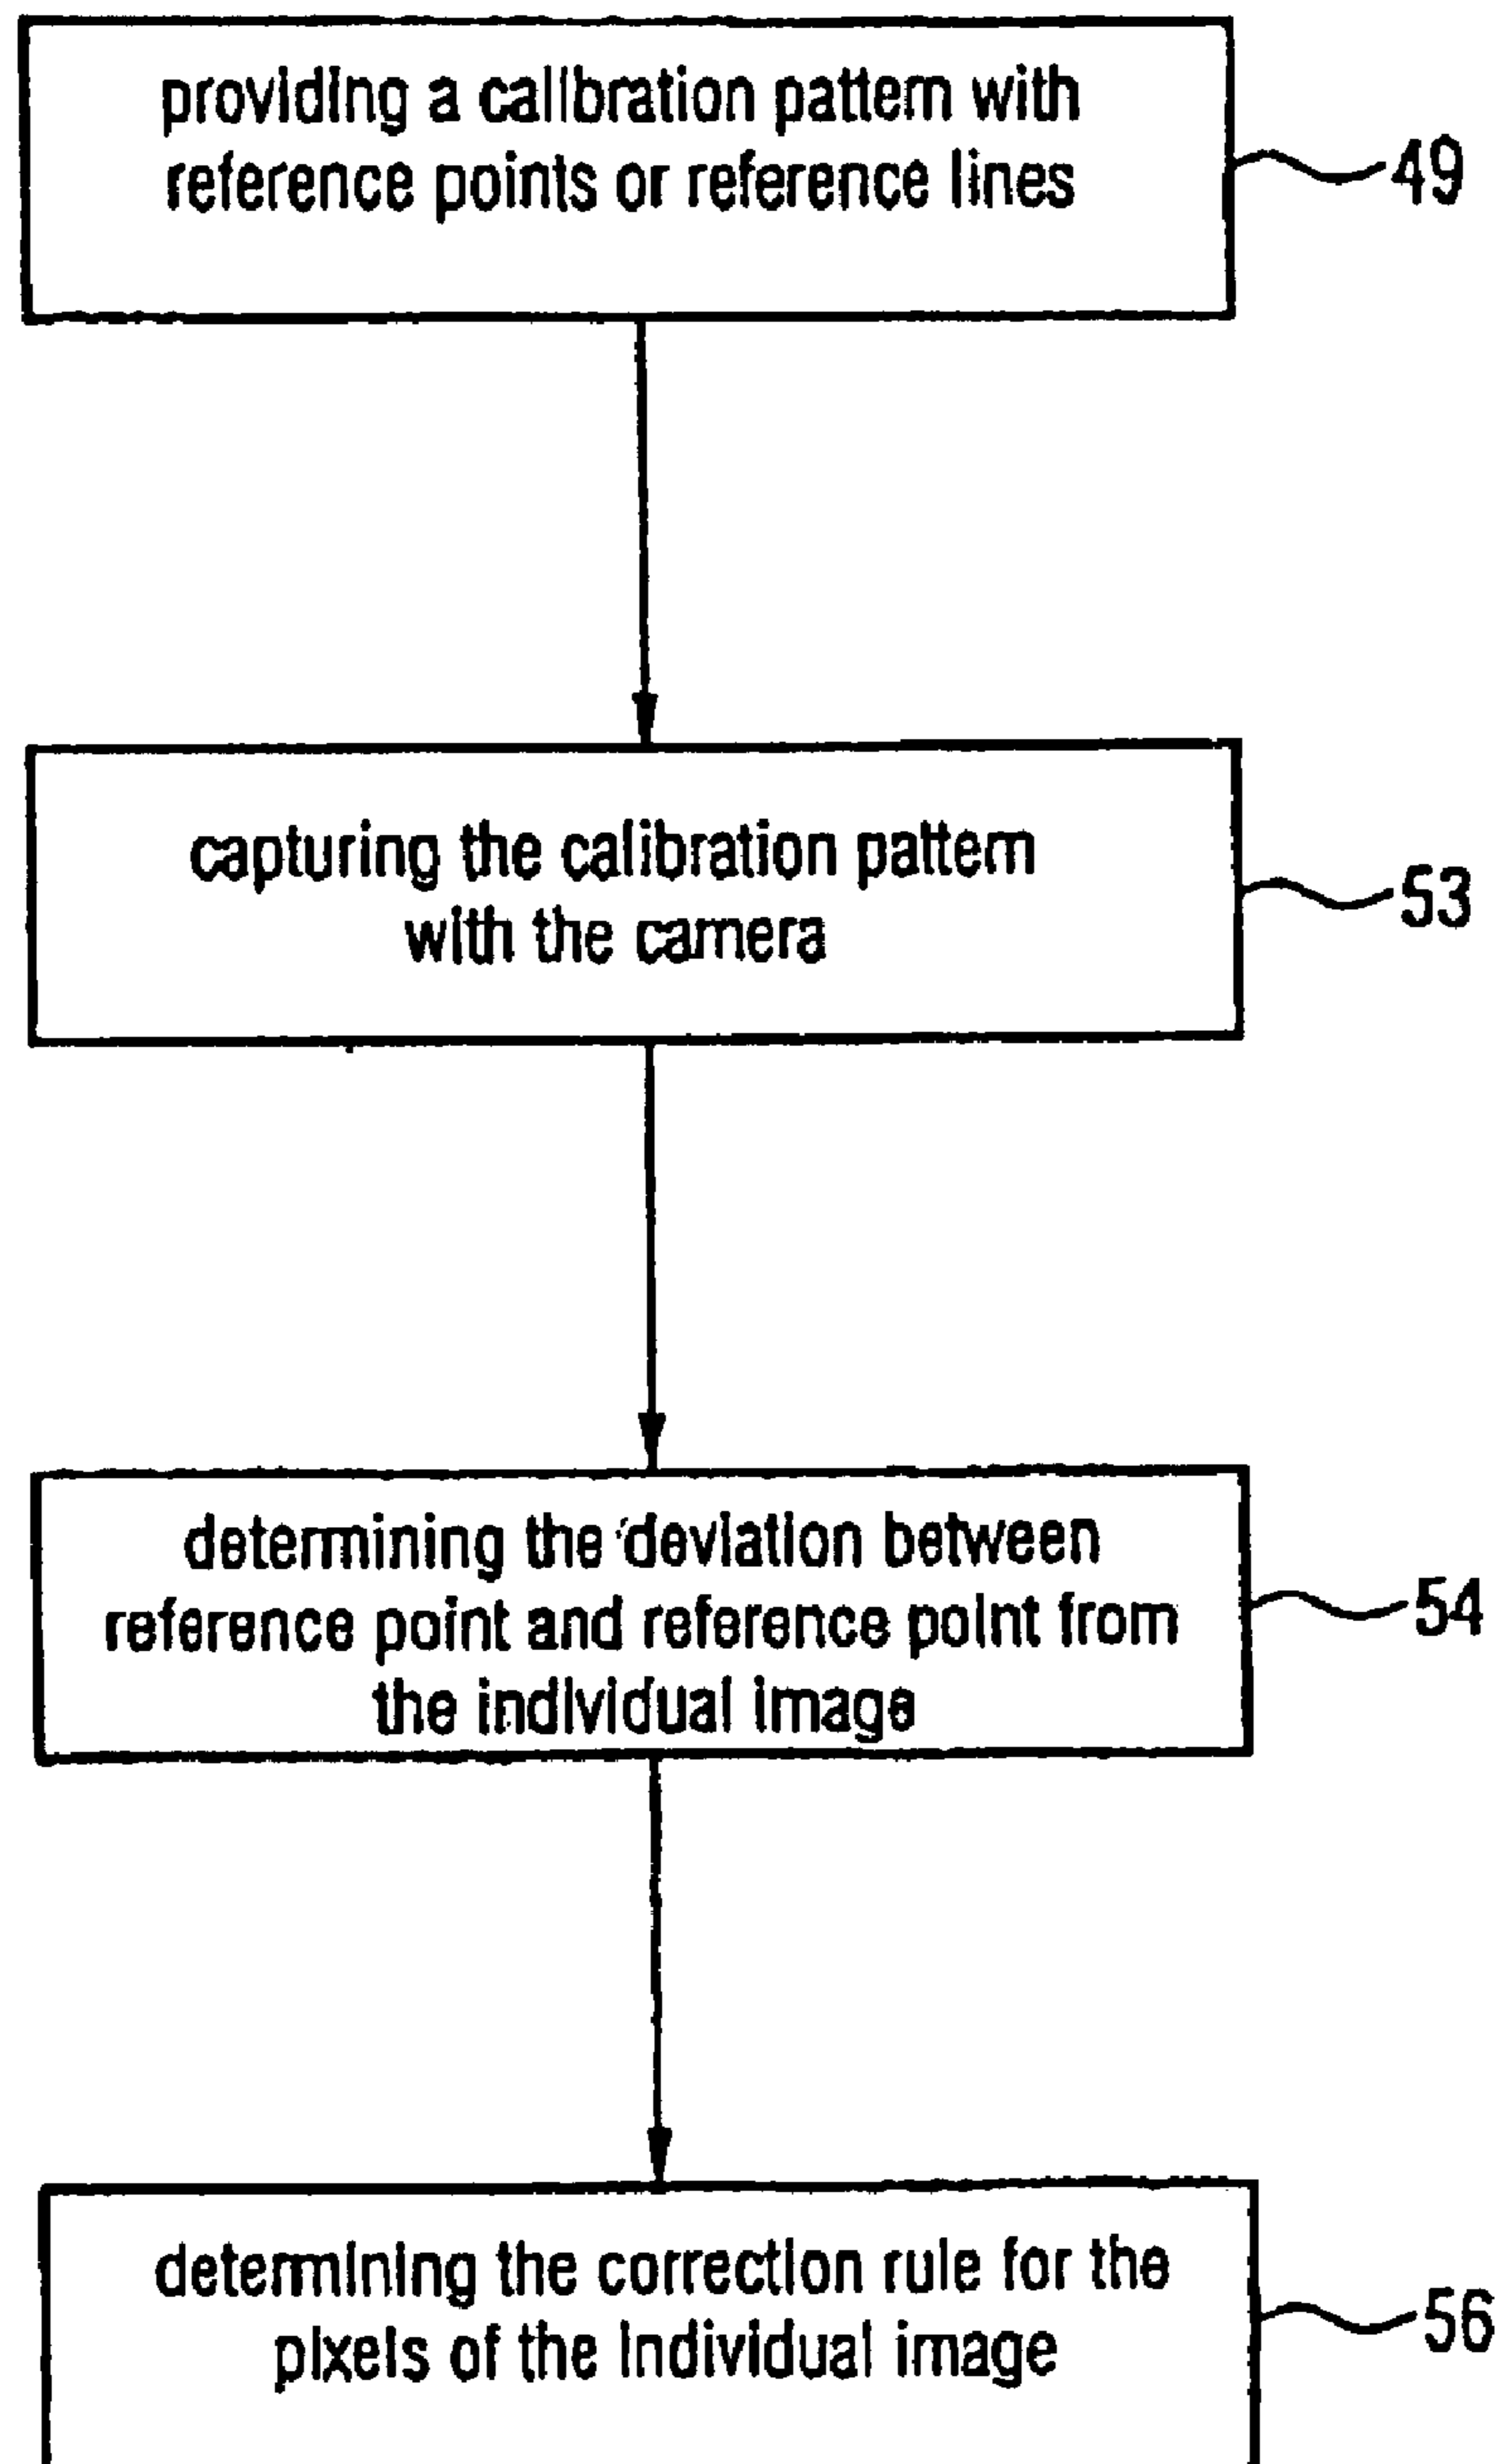 providing a calibration pattern with
reference points or reference lines
49
capturing the calibration pattern
with the camera
53
determining the deviation between
reference point and reference point from
the individual image
54
determining the correction rule for the
pixels of the individual image
56